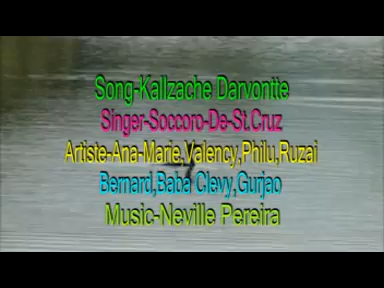 Song-Kallzache Darvontte
Singer-Soccoro-De-St.Cruz
Artiste-Ana-Marie,Valency,Philu,Ruzai
Bernard,Baba Clevy,Gurjao
Music-Neville Pereira